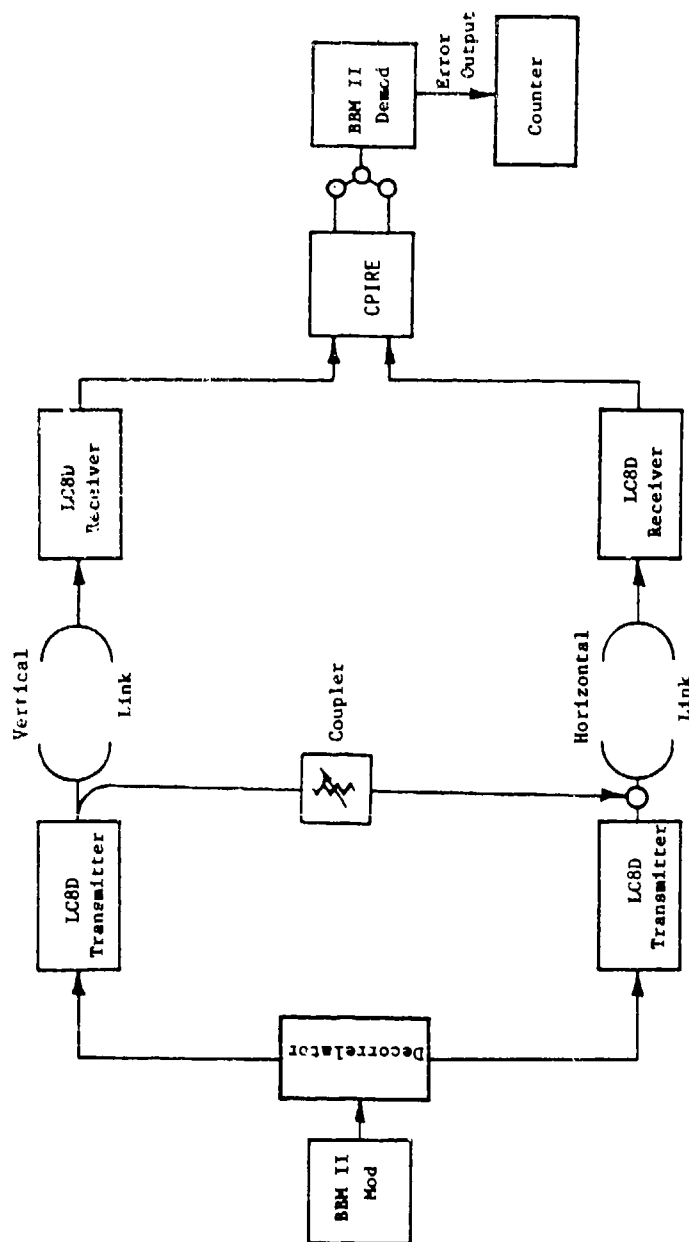 BBM II
Mod
Decorrelator
LC8D
Transmitter
LC8D
Transmitter
Coupler
Vertical
Link
Horizontal
Link
LC8D
Receiver
LC8D
Receiver
CPIRE
BBM II
Demod
Error
Output
Counter